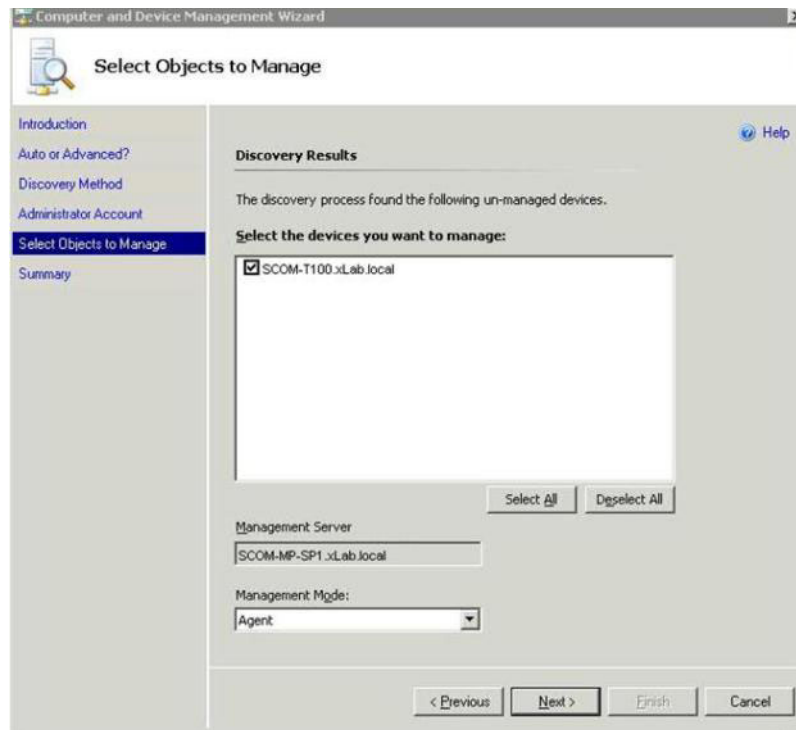 Computer and Device Management Wizard
Select Objects to Manage
Introduction
Auto or Advanced?
Discovery Method
Administrator Account
Select Objects to Manage
Summary
Help
Discovery Results
The discovery process found the following un-managed devices.
Select the devices you want to manage:
SCOM-T100.xLab.local
Select All
Deselect All
Management Server
SCOM-MP-SP1.xLab.local
Management Mode:
Agent
< Previous
Next >
Finish
Cancel